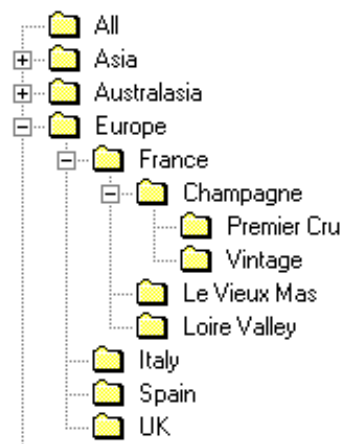 All
Asia
Australasia
Europe
France
Champagne
Premier Cru
Vintage
Le Vieux Mas
Loire Valley
Italy
Spain
UK